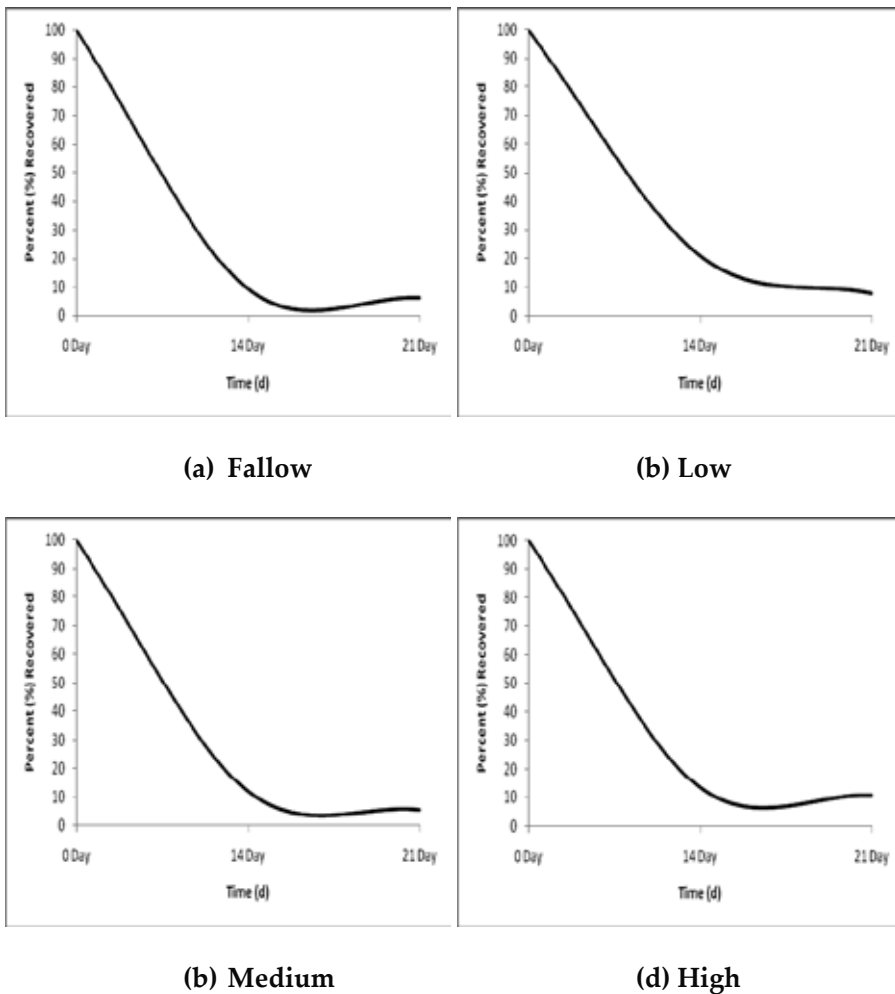 100
90
80
70
60
50
40
30
20
10
0
Percent (%) Recovered
0 Day
14 Day
21 Day
Time (d)
(a) Fallow
100
90
80
70
60
50
40
30
20
10
0
Percent (%) Recovered
0 Day
14 Day
21 Day
Time (d)
(b) Low
100
90
80
70
60
50
40
30
20
10
0
Percent (%) Recovered
0 Day
14 Day
21 Day
Time (d)
(b) Medium
100
90
80
70
60
50
40
30
20
10
0
Percent (%) Recovered
0 Day
14 Day
21 Day
Time (d)
(d) High